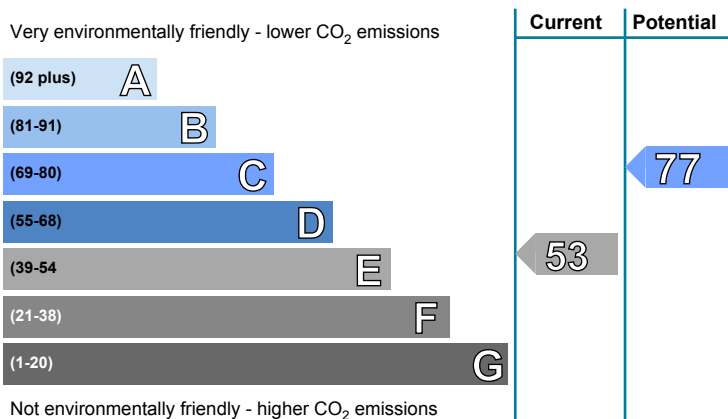 Current Potential
Very environmentally friendly - lower CO2 emissions
(92 plus) A
(81-91) B
(69-80) C
77
(55-68) D
53
(39-54 E
(21-38) F
(1-20) G
Not environmentally friendly - higher CO2 emissions